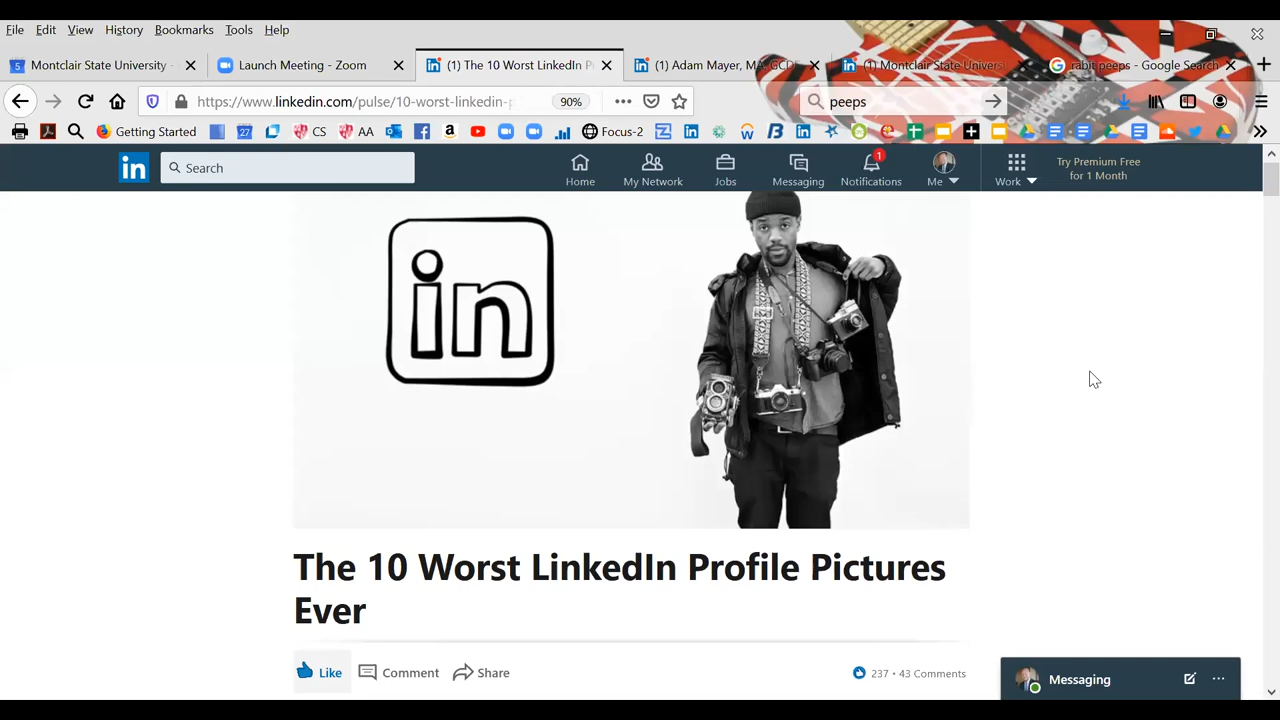 File Edit View History Bookmarks Tools Help
Montclair State University - Launch Meeting - Zoom (1) The 10 Worst LinkedIn P (1) Adam Mayer, MA, GCDF (1) Montclair State Universi rabit peeps - Google Search
https://www.linkedin.com/pulse/10-worst-linkedin-p 90% peeps
Getting Started 27 CS AA Focus-2
in Search Home My Network Jobs Messaging 1 Notifications Me Work Try Premium Free for 1 Month
in
The 10 Worst LinkedIn Profile Pictures
Ever
Like Comment Share 237 • 43 Comments
Messaging